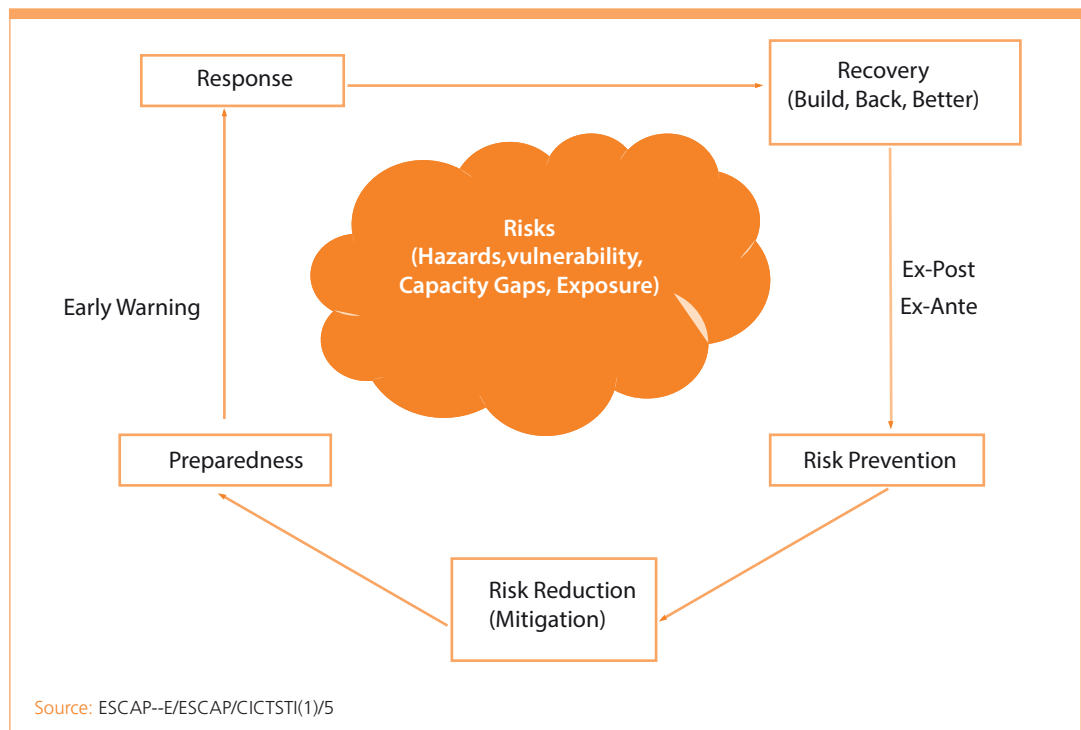 Response
Recovery
(Build, Back, Better)
Risks
(Hazards,vulnerability,
Capacity Gaps, Exposure)
Early Warning
Ex-Post
Ex-Ante
Preparedness
Risk Prevention
Risk Reduction
(Mitigation)
Source: ESCAP--E/ESCAP/CICTSTI(1)/5